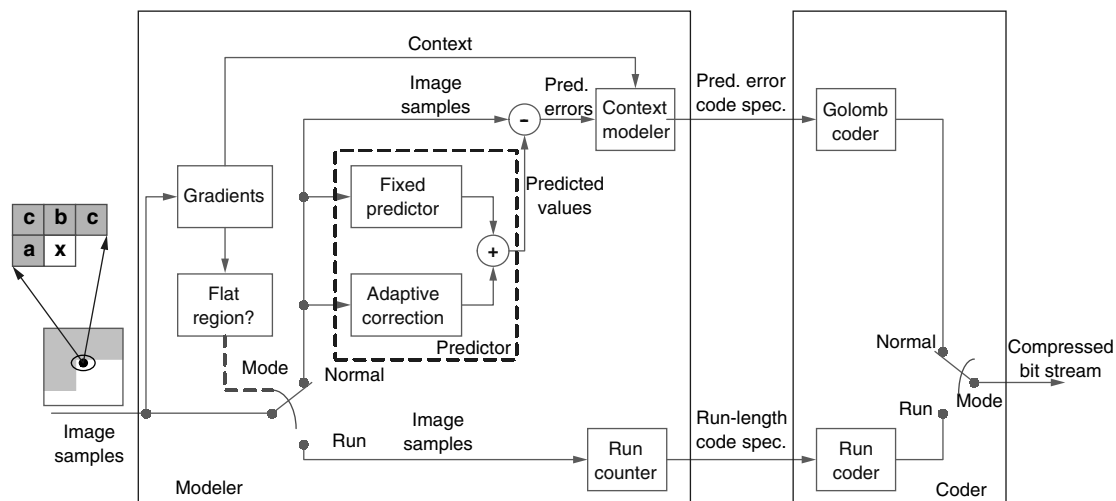 Context
Image
samples
Pred.
errors
Context
modeler
Pred. error
code spec.
Golomb
coder
-
Gradients
Fixed
predictor
Predicted
values
c b c
a x
+
Flat
region?
Adaptive
correction
Predictor
Mode
Normal
Normal
Compressed
bit stream
Mode
Image
samples
Run
Image
samples
Run-length
code spec.
Run
Run
counter
Run
coder
Modeler
Coder